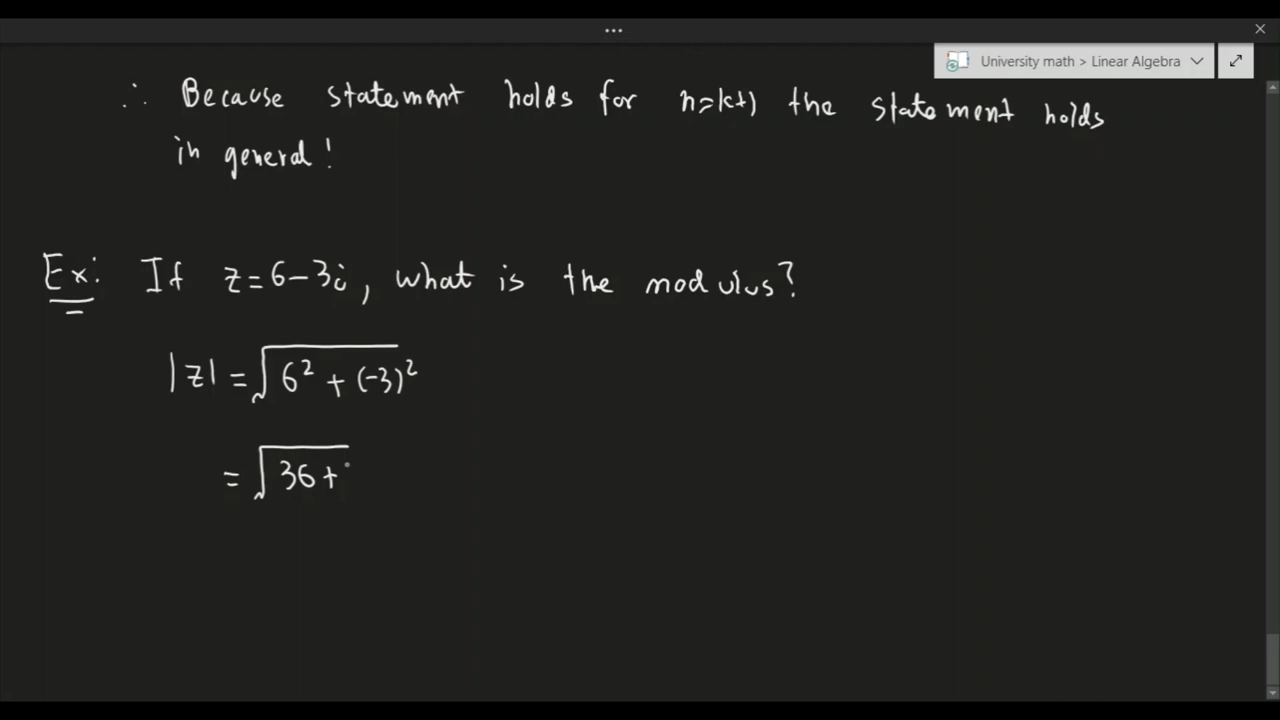 ...
University math > Linear Algebra
∴ Because statement holds for n=k+1 the statement holds
in general!
Ex: If z=6-3i, what is the modulus?
|z| = √6² + (-3)²
= √36+